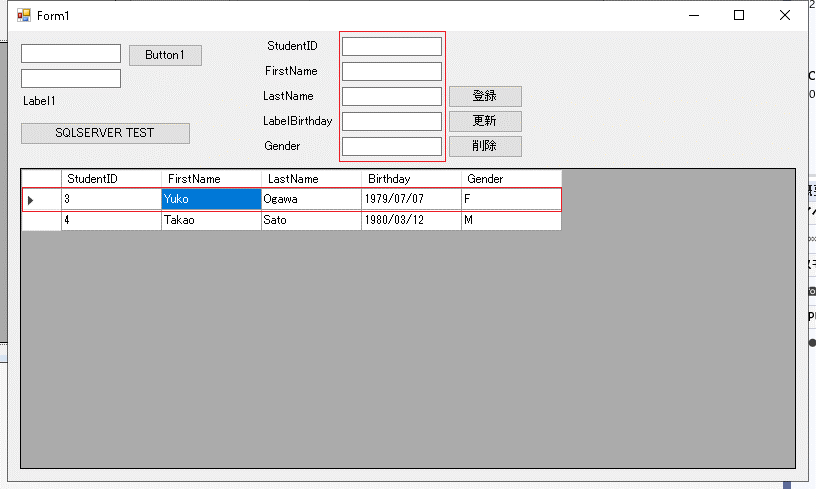 Form1
Button1
Label1
SQLSERVER TEST
StudentID
FirstName
LastName
LabelBirthday
Gender
登録
更新
削除
StudentID FirstName LastName Birthday Gender
3 Yuko Ogawa 1979/07/07 F
4 Takao Sato 1980/03/12 M